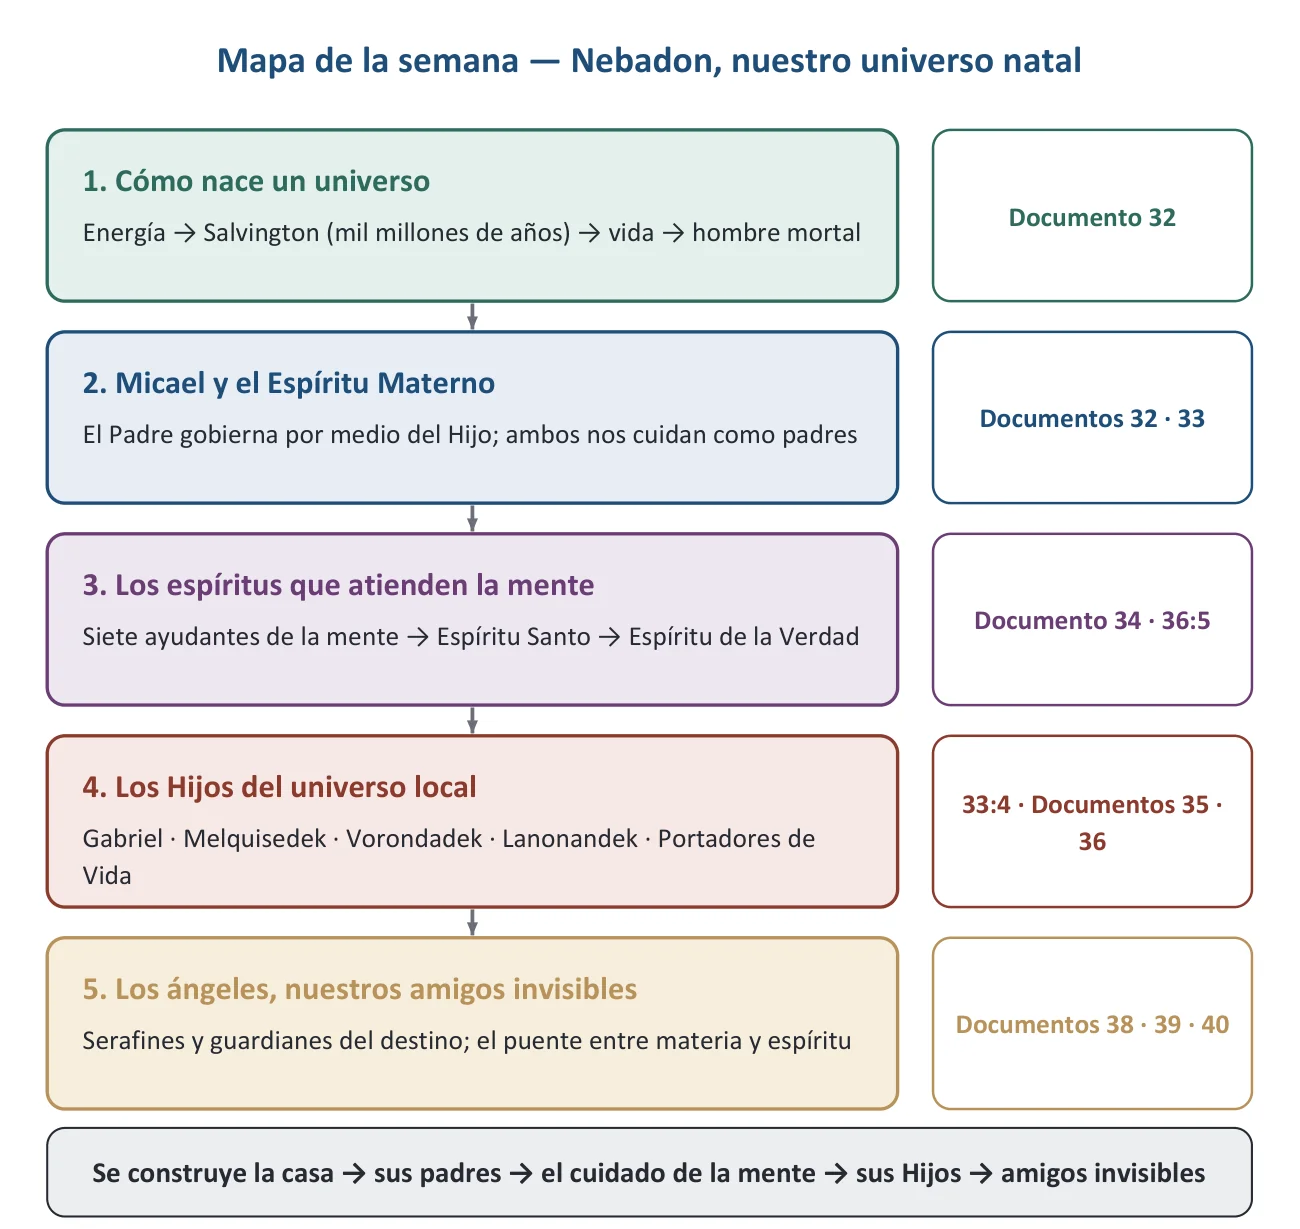 Mapa de la semana — Nebadon, nuestro universo natal
1. Cómo nace un universo
Energía → Salvington (mil millones de años) → vida → hombre mortal
Documento 32
2. Micael y el Espíritu Materno
El Padre gobierna por medio del Hijo; ambos nos cuidan como padres
Documentos 32 · 33
3. Los espíritus que atienden la mente
Siete ayudantes de la mente → Espíritu Santo → Espíritu de la Verdad
Documento 34 · 36:5
4. Los Hijos del universo local
Gabriel · Melquisedek · Vorondadek · Lanonandek · Portadores de
Vida
33:4 · Documentos 35 ·
36
5. Los ángeles, nuestros amigos invisibles
Serafines y guardianes del destino; el puente entre materia y espíritu
Documentos 38 · 39 · 40
Se construye la casa → sus padres → el cuidado de la mente → sus Hijos → amigos invisibles